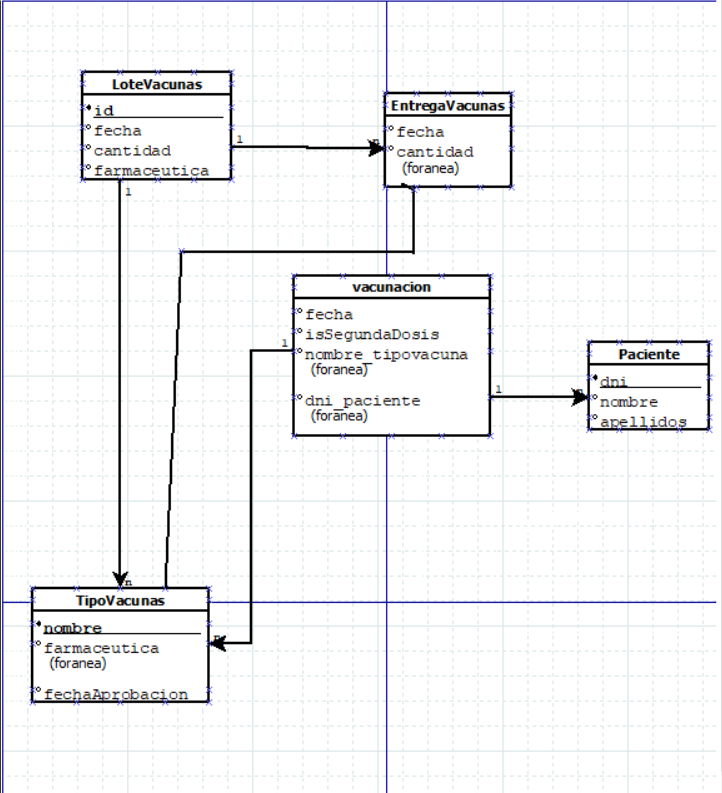 LoteVacunas
id
fecha
cantidad
farmaceutica
1
1
EntregaVacunas
fecha
cantidad
(foranea)
n
vacunacion
fecha
isSegundaDosis
nombre_tipovacuna
(foranea)
dni_paciente
(foranea)
1
1
Paciente
dni
nombre
apellidos
n
TipoVacunas
nombre
farmaceutica
(foranea)
fechaAprobacion
n
n